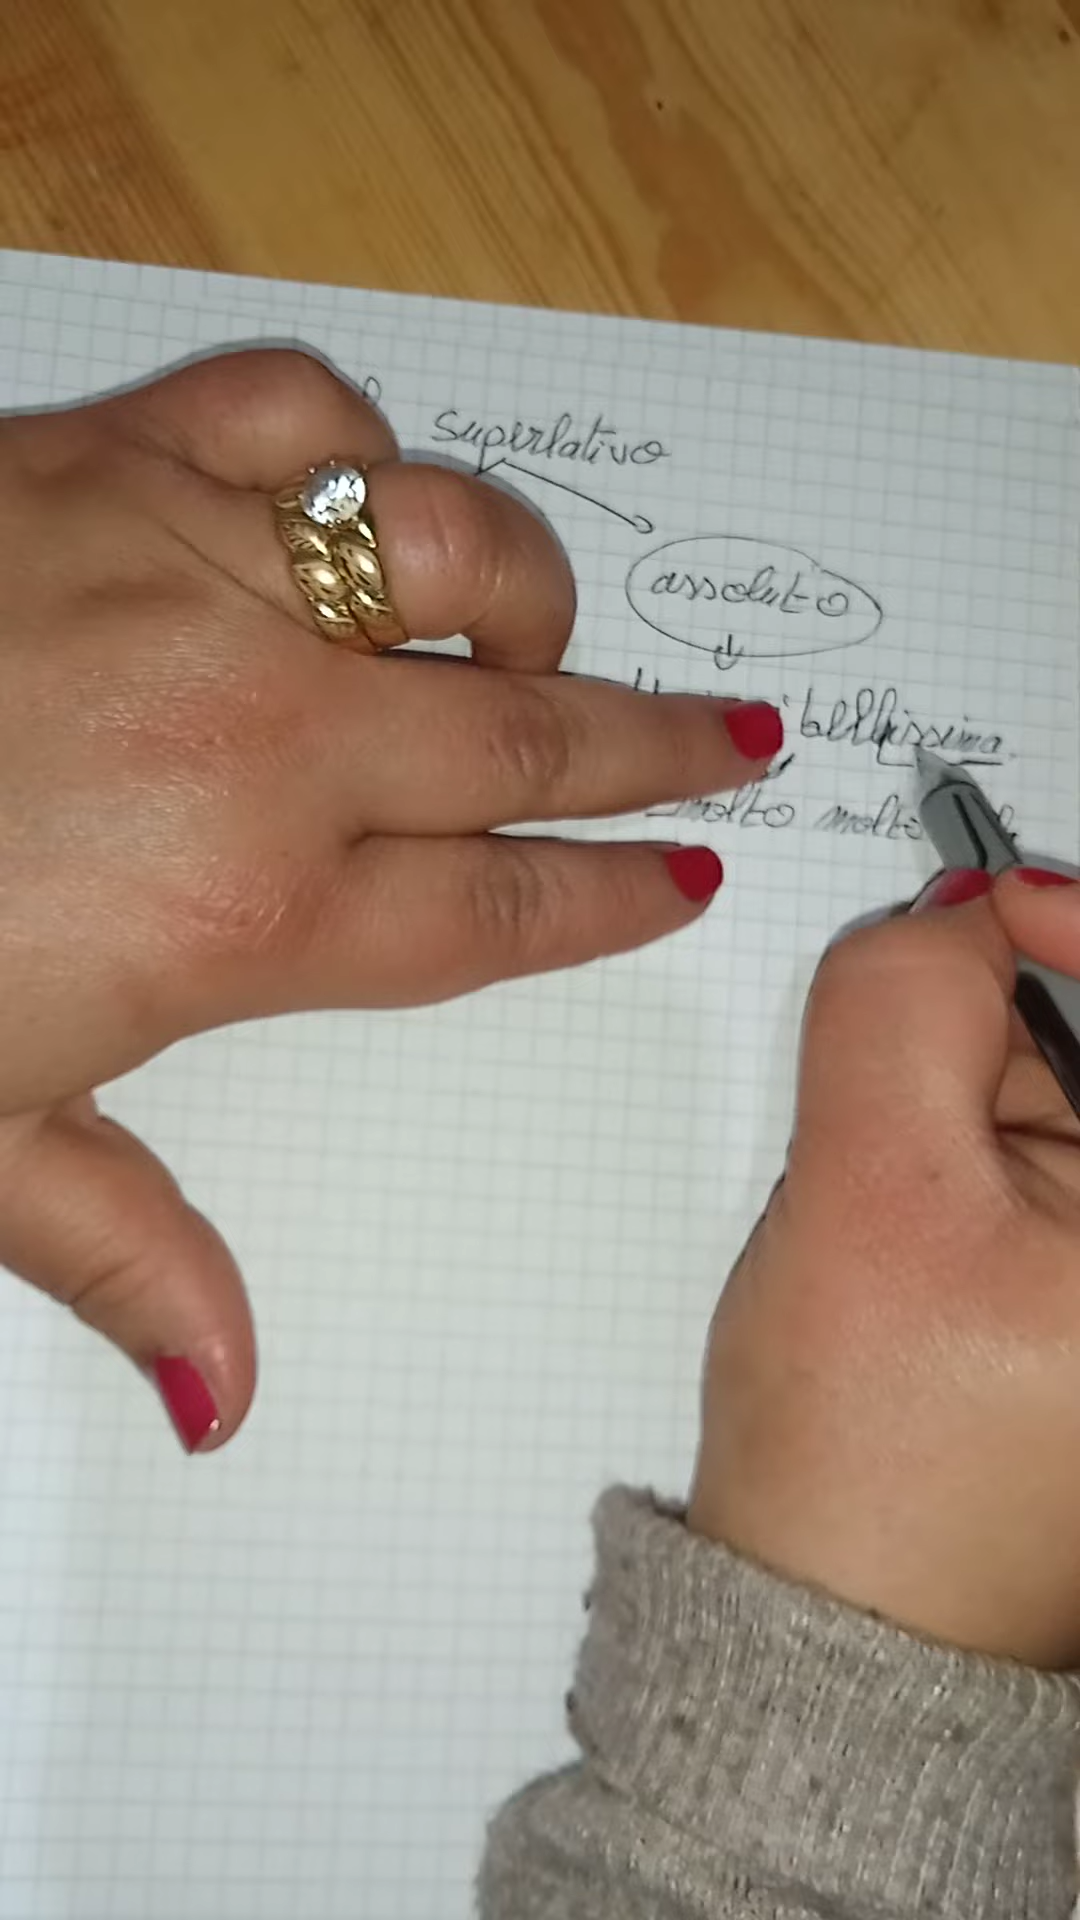 superlativo
assoluto
bellissima.
molto molto